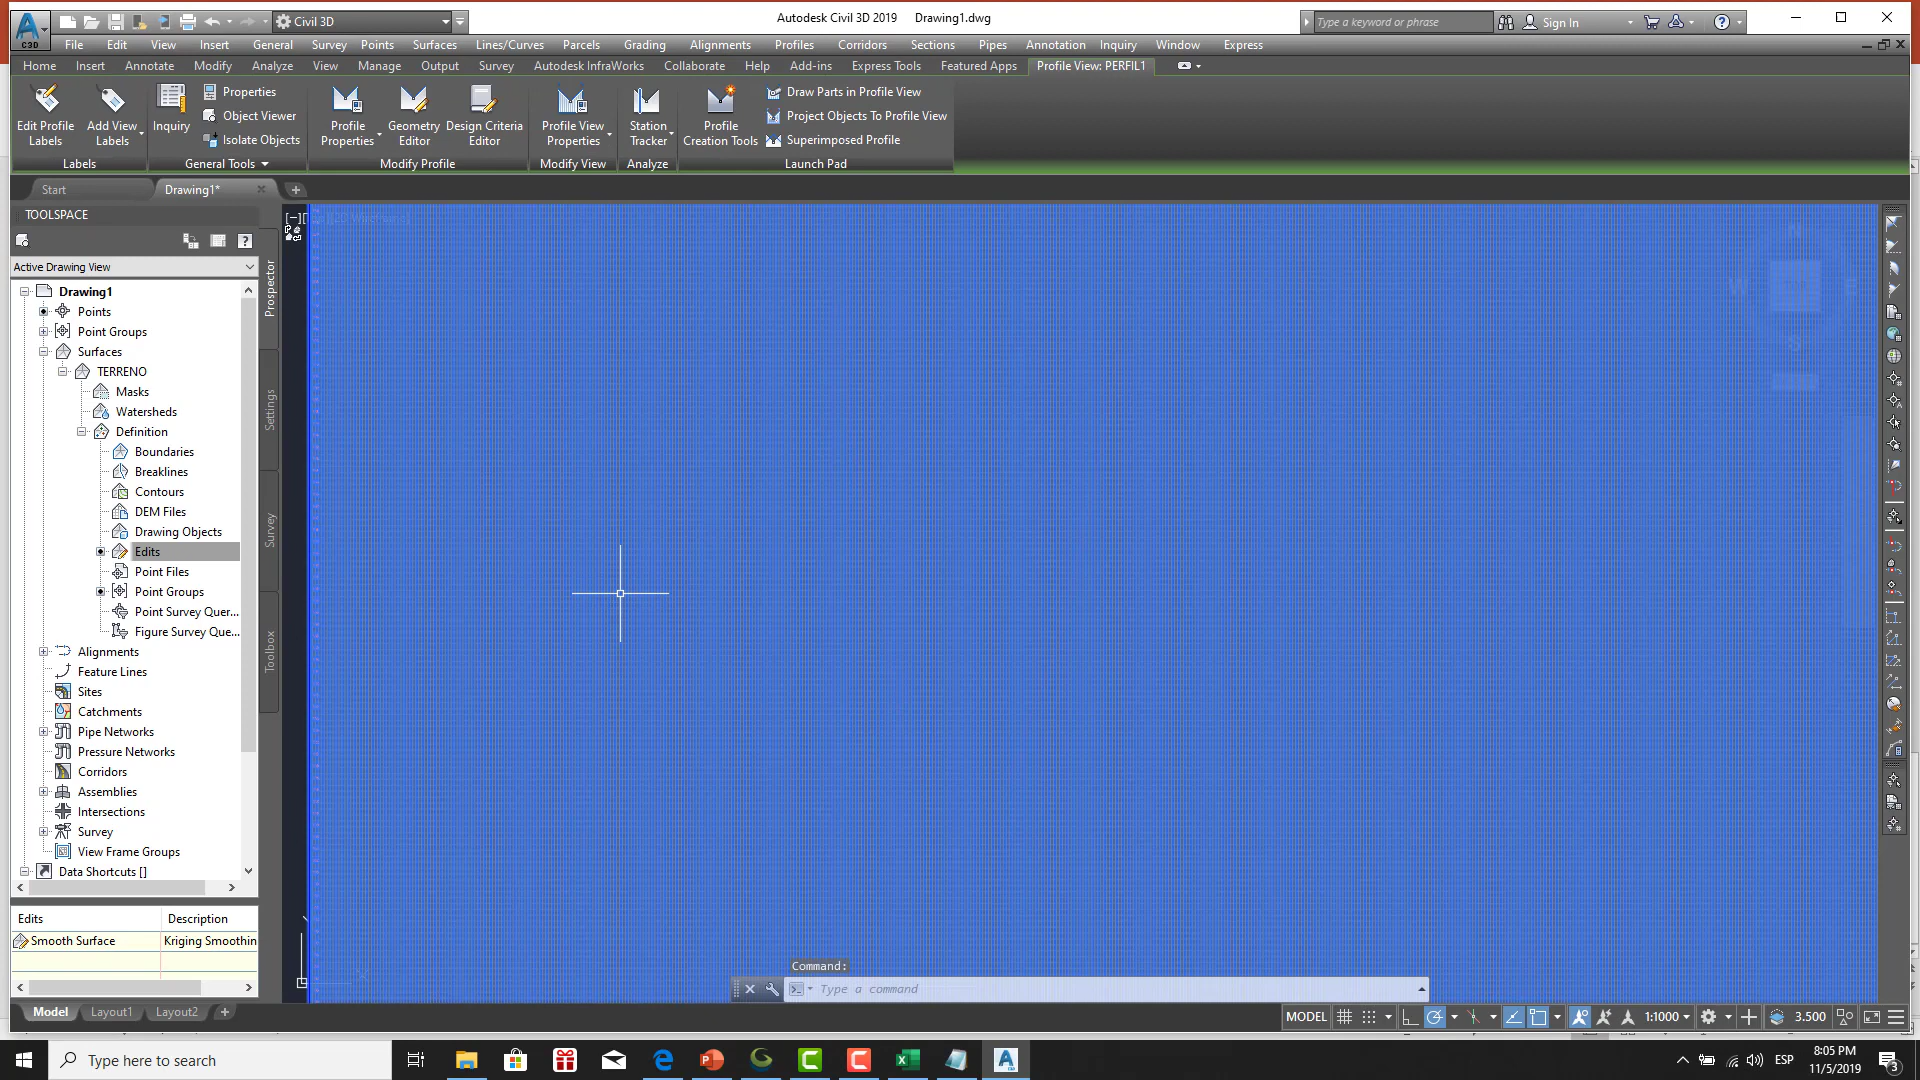 Civil 3D
Autodesk Civil 3D 2019 Drawing1.dwg
Type a keyword or phrase
Sign In
C3D
File Edit View Insert General Survey Points Surfaces Lines/Curves Parcels Grading Alignments Profiles Corridors Sections Pipes Annotation Inquiry Window Express
Home Insert Annotate Modify Analyze View Manage Output Survey Autodesk InfraWorks Collaborate Help Add-ins Express Tools Featured Apps Profile View: PERFIL1
Edit Profile Labels
Add View Labels
Inquiry
Properties
Object Viewer
Isolate Objects
Profile Properties
Geometry Editor
Design Criteria Editor
Profile View Properties
Station Tracker
Profile Creation Tools
Draw Parts in Profile View
Project Objects To Profile View
Superimposed Profile
Labels General Tools Modify Profile Modify View Analyze Launch Pad
Start Drawing1*
TOOLSPACE
Active Drawing View
Drawing1
Points
Point Groups
Surfaces
TERRENO
Masks
Watersheds
Definition
Boundaries
Breaklines
Contours
DEM Files
Drawing Objects
Edits
Point Files
Point Groups
Point Survey Quer...
Figure Survey Que...
Alignments
Feature Lines
Sites
Catchments
Pipe Networks
Pressure Networks
Corridors
Assemblies
Intersections
Survey
View Frame Groups
Data Shortcuts []
Prospector
Settings
Survey
Toolbox
Edits Description
Smooth Surface Kriging Smoothin
N
W E
S
Command:
Type a command
Model Layout1 Layout2
MODEL 1:1000 3.500
Type here to search
ESP
8:05 PM
11/5/2019
3